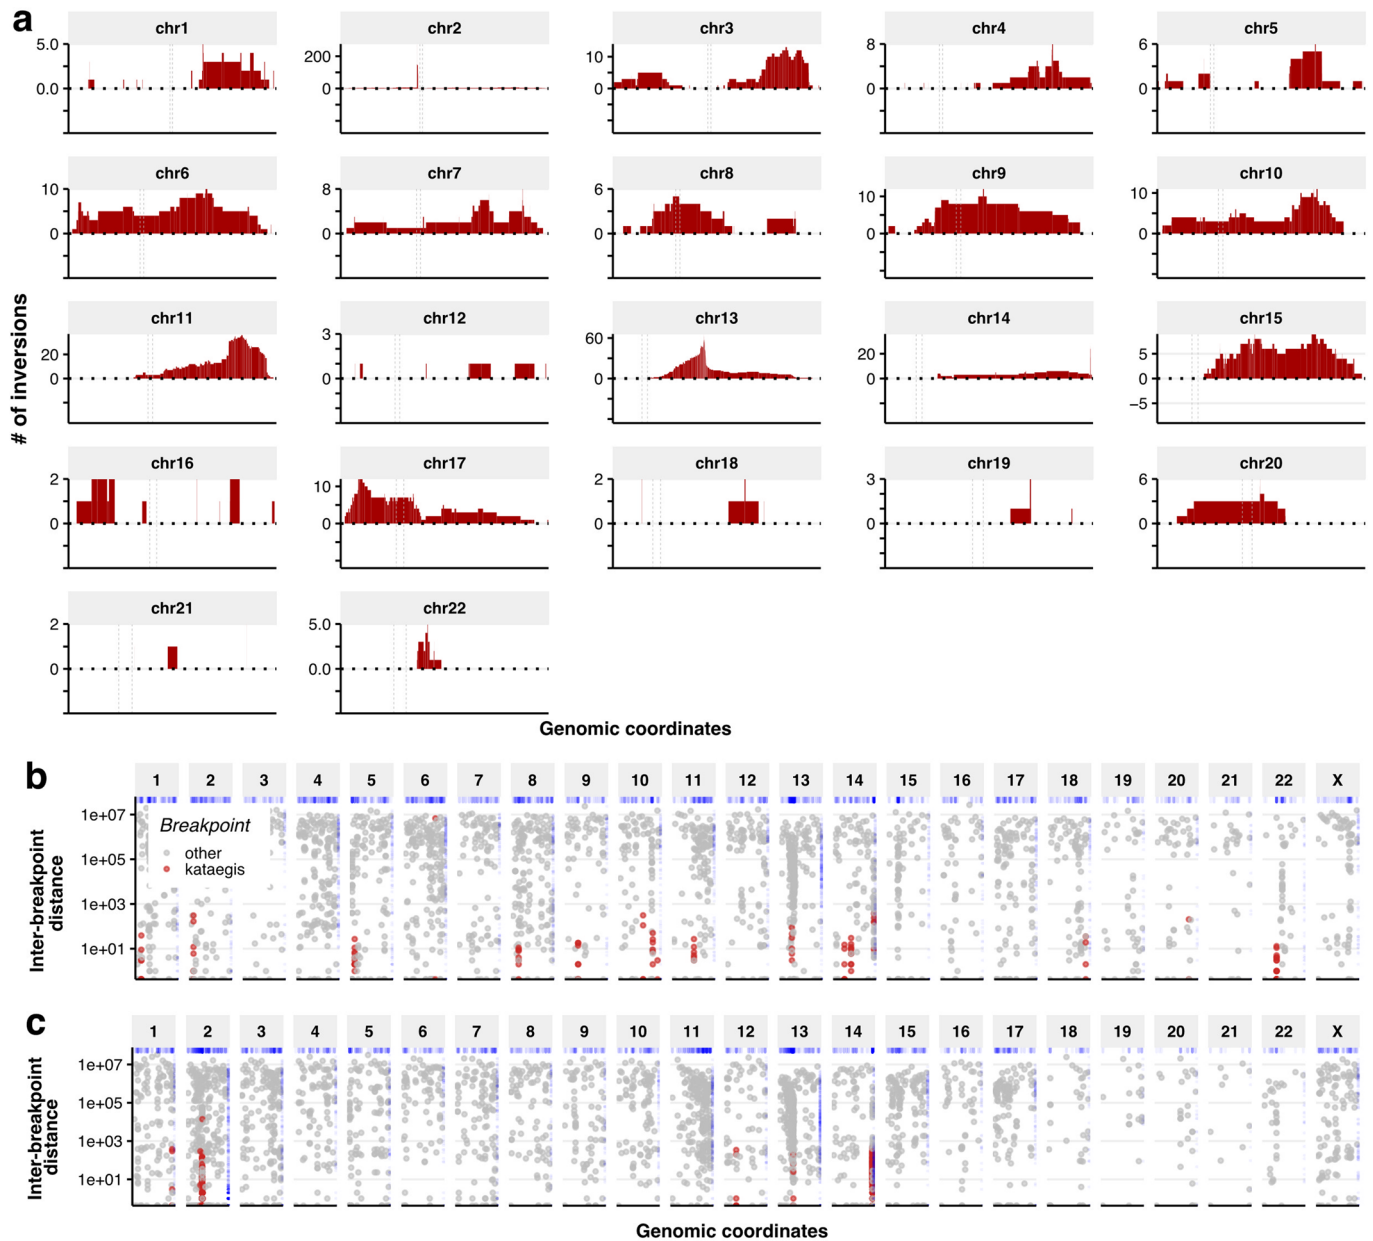 a
chr1
chr2
chr3
chr4
chr5
5.0
0.0
200
0
10
0
8
0
6
0
chr6
chr7
chr8
chr9
chr10
10
0
8
0
6
0
10
0
10
0
chr11
chr12
chr13
chr14
chr15
20
0
3
0
60
0
20
0
5
0
−5
chr16
chr17
chr18
chr19
chr20
2
0
10
0
2
0
3
0
6
0
chr21
chr22
2
0
5.0
0.0
# of inversions
Genomic coordinates
b
1 2 3 4 5 6 7 8 9 10 11 12 13 14 15 16 17 18 19 20 21 22 X
1e+07
1e+05
1e+03
1e+01
Inter-breakpoint
distance
Breakpoint
other
kataegis
c
1 2 3 4 5 6 7 8 9 10 11 12 13 14 15 16 17 18 19 20 21 22 X
1e+07
1e+05
1e+03
1e+01
Inter-breakpoint
distance
Genomic coordinates